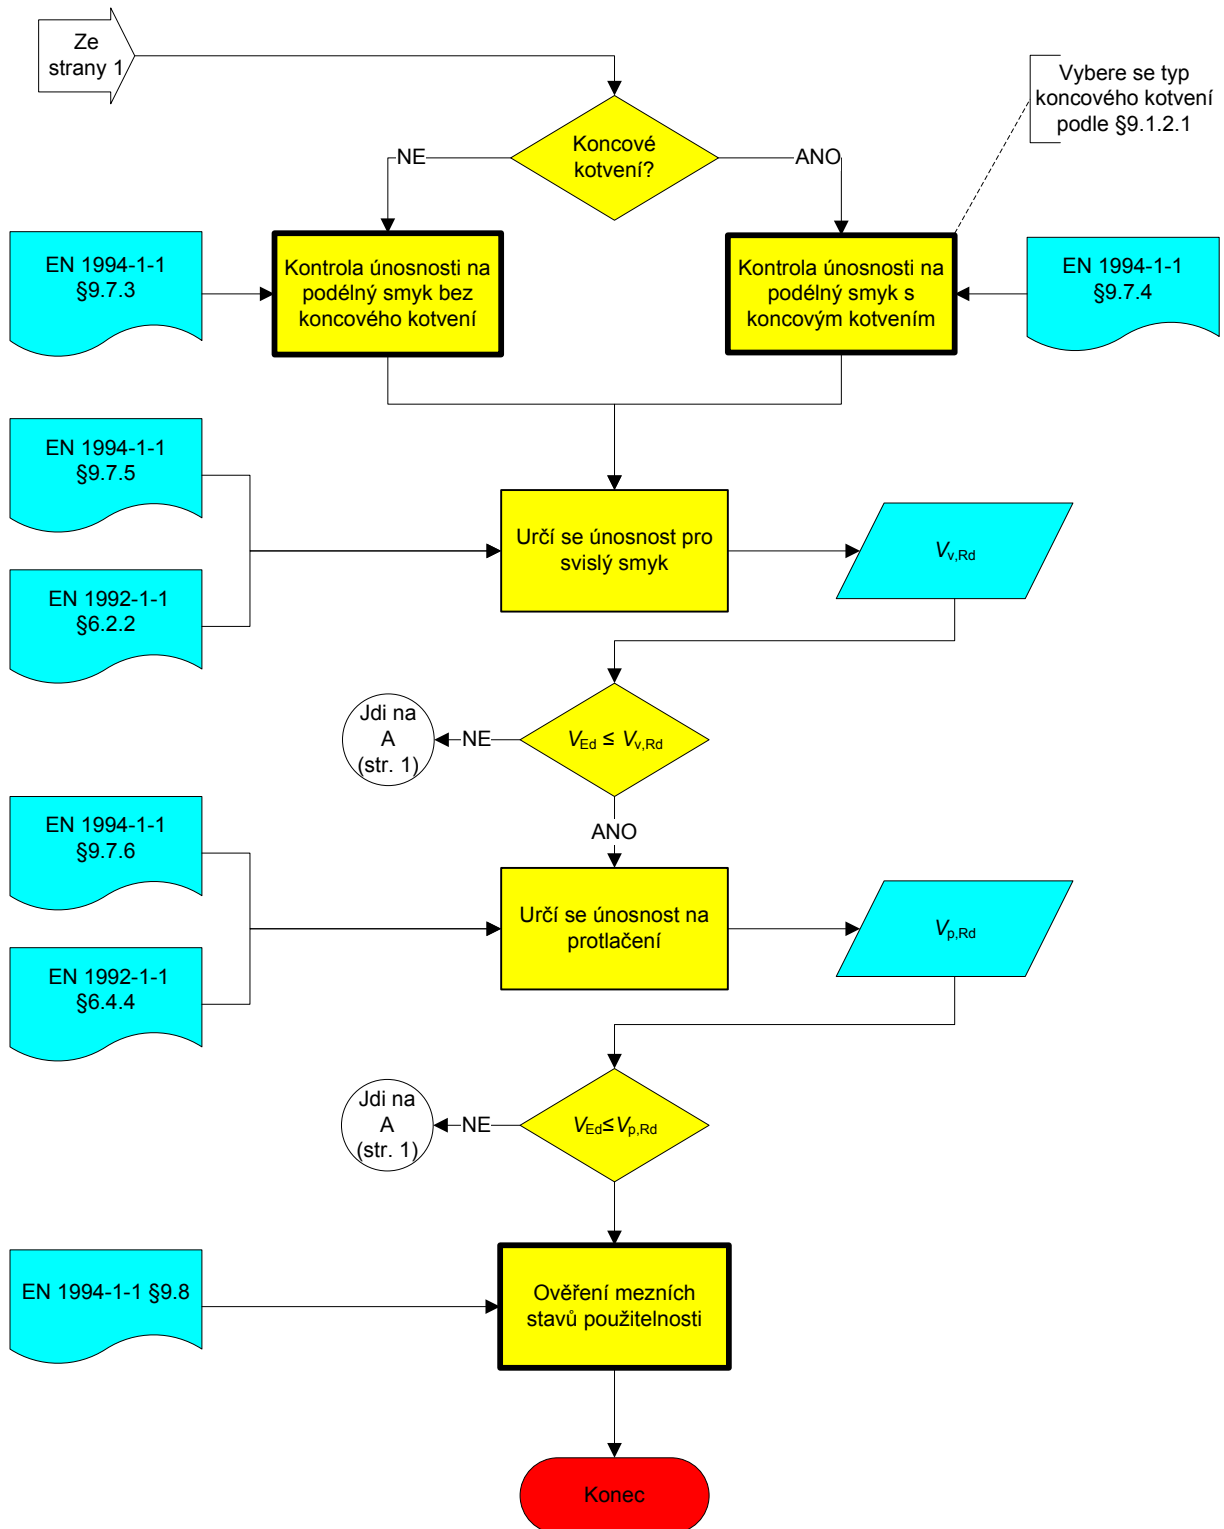 Ze
strany 1
Vybere se typ
koncového kotvení
podle §9.1.2.1
Koncové
kotvení?
NE
ANO
EN 1994-1-1
§9.7.3
Kontrola únosnosti na
podélný smyk bez
koncového kotvení
Kontrola únosnosti na
podélný smyk s
koncovým kotvením
EN 1994-1-1
§9.7.4
EN 1994-1-1
§9.7.5
Určí se únosnost pro
svislý smyk
Vv,Rd
EN 1992-1-1
§6.2.2
Jdi na
A
(str. 1)
NE
VEd ≤ Vv,Rd
ANO
EN 1994-1-1
§9.7.6
Určí se únosnost na
protlačení
Vp,Rd
EN 1992-1-1
§6.4.4
Jdi na
A
(str. 1)
NE
VEd≤Vp,Rd
EN 1994-1-1 §9.8
Ověření mezních
stavů použitelnosti
Konec